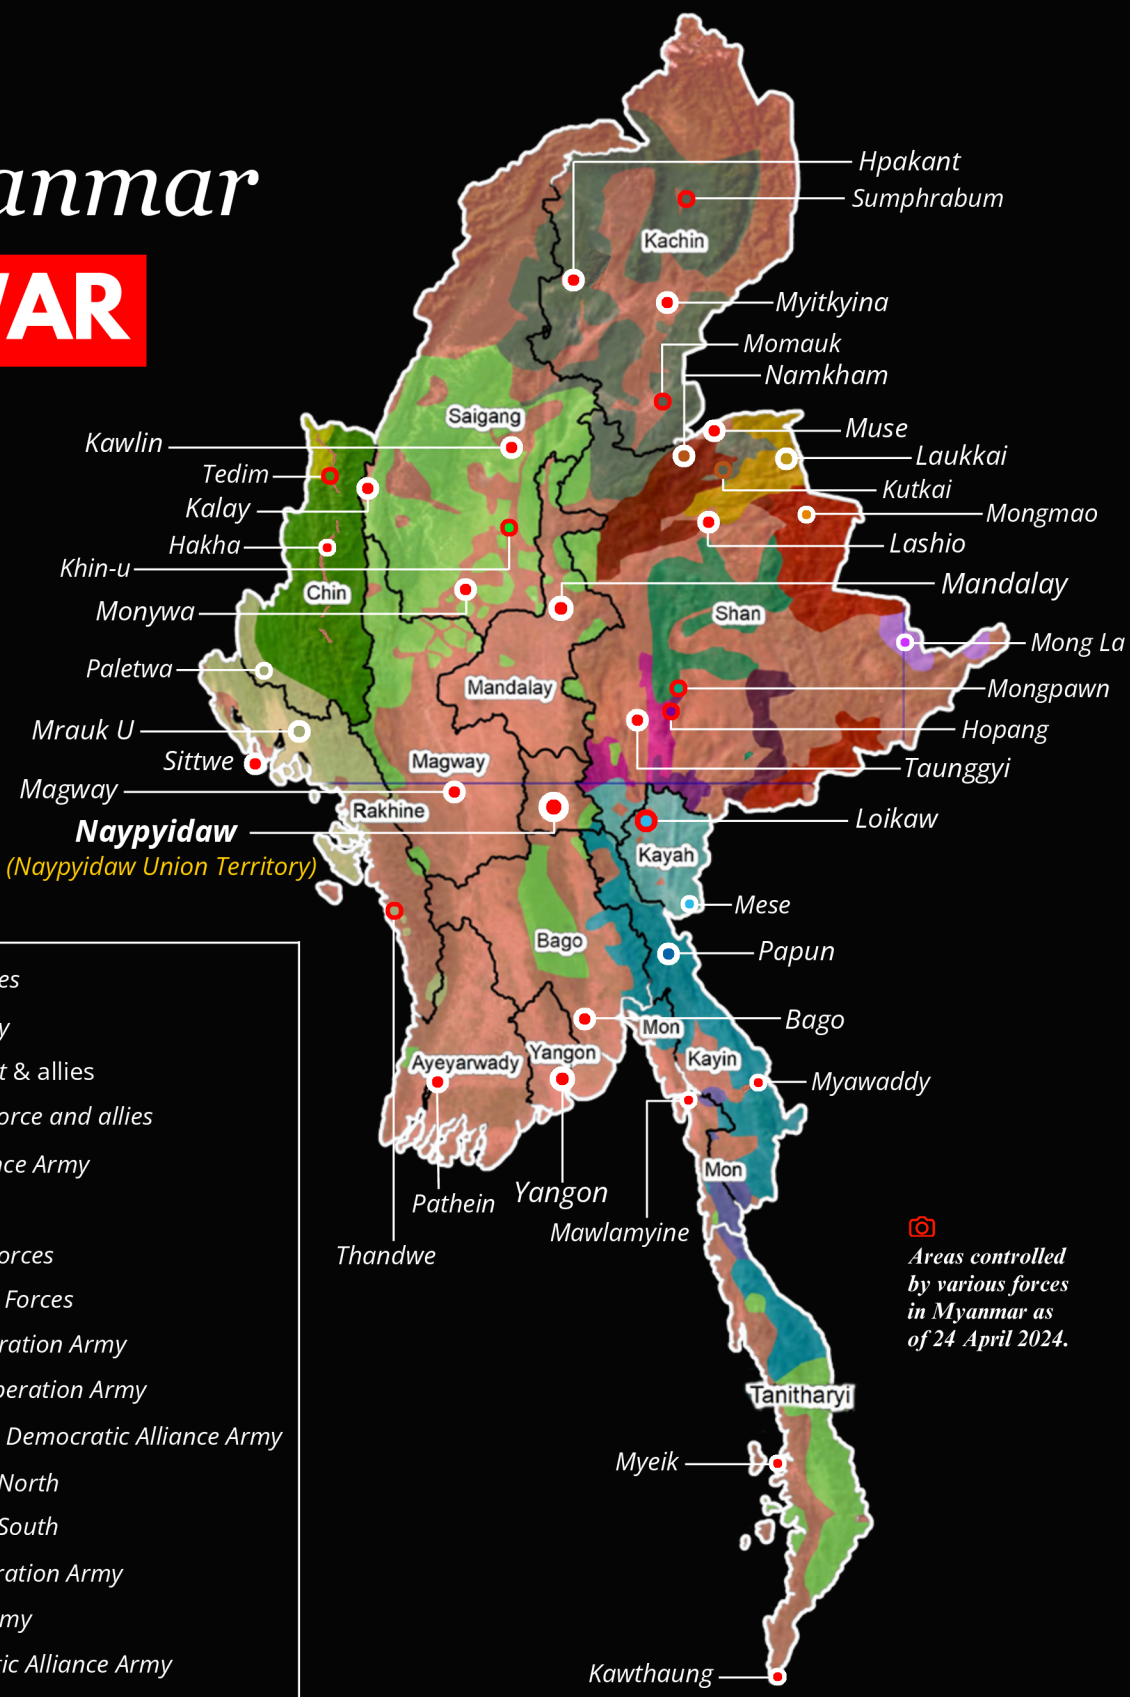 anmar
WAR
Hpakant
Sumphrabum
Kachin
Myitkyina
Momauk
Namkham
Saigang
Muse
Kawlin
Laukkai
Tedim
Kutkai
Kalay
Mongmao
Hakha
Lashio
Khin-u
Mandalay
Chin
Monywa
Shan
Mong La
Paletwa
Mandalay
Mongpawn
Mrauk U
Hopang
Sittwe
Magway
Taunggyi
Magway
Rakhine
Loikaw
Naypyidaw
(Naypyidaw Union Territory)
Kayah
Mese
Bago
Papun
es
y
Bago
Mon
Yangon
Kayin
Ayeyarwady
t & allies
Myawaddy
orce and allies
nce Army
Mon
Pathein
Yangon
Mawlamyine
Thandwe
orces
Forces
ration Army
peration Army
Democratic Alliance Army
North
South
ration Army
my
ic Alliance Army
Areas controlled
by various forces
in Myanmar as
of 24 April 2024.
Tanitharyi
Myeik
Kawthaung